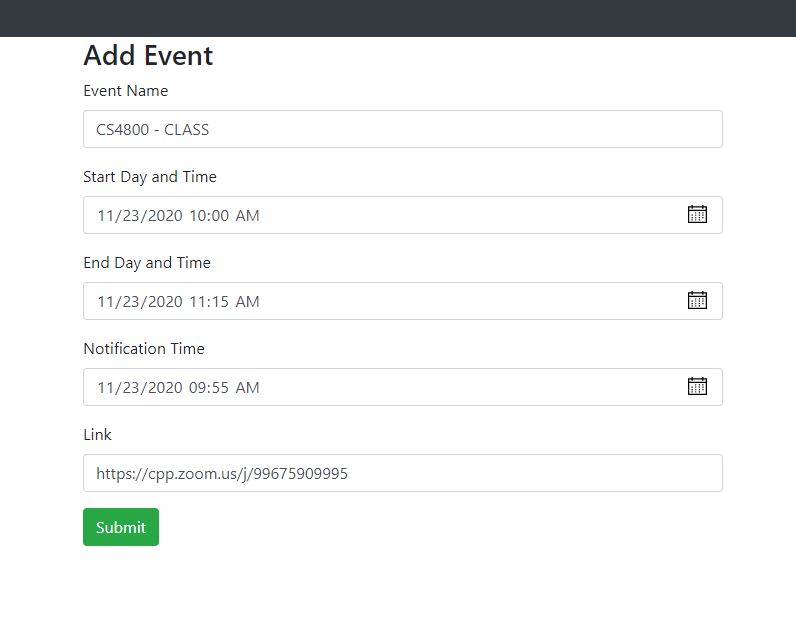 Add Event
Event Name
CS4800 - CLASS
Start Day and Time
11/23/2020 10:00 AM
End Day and Time
11/23/2020 11:15 AM
Notification Time
11/23/2020 09:55 AM
Link
https://cpp.zoom.us/j/99675909995
Submit